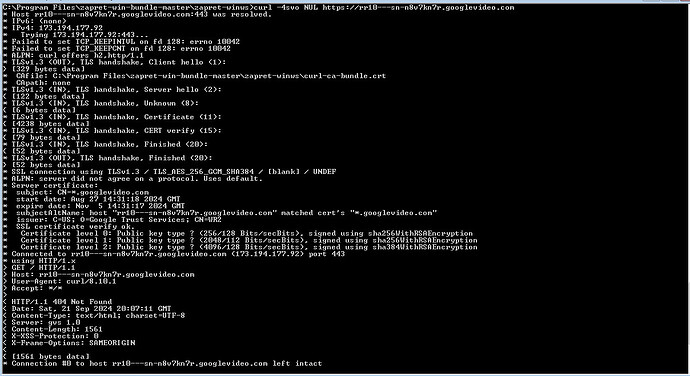 C:\Program Files\zapret-win-bundle-master\zapret-winws>curl -4svo NUL https://rr10---sn-n8v7kn7r.googlevideo.com
* Host rr10---sn-n8v7kn7r.googlevideo.com:443 was resolved.
* IPv6: (none)
* IPv4: 173.194.177.92
*   Trying 173.194.177.92:443...
* Failed to set TCP_KEEPINTVL on fd 128: errno 10042
* Failed to set TCP_KEEPCNT on fd 128: errno 10042
* ALPN: curl offers h2,http/1.1
* TLSv1.3 (OUT), TLS handshake, Client hello (1):
} [329 bytes data]
*  CAfile: C:\Program Files\zapret-win-bundle-master\zapret-winws\curl-ca-bundle.crt
*  CApath: none
* TLSv1.3 (IN), TLS handshake, Server hello (2):
{ [122 bytes data]
* TLSv1.3 (IN), TLS handshake, Unknown (8):
{ [6 bytes data]
* TLSv1.3 (IN), TLS handshake, Certificate (11):
{ [4238 bytes data]
* TLSv1.3 (IN), TLS handshake, CERT verify (15):
{ [79 bytes data]
* TLSv1.3 (IN), TLS handshake, Finished (20):
{ [52 bytes data]
* TLSv1.3 (OUT), TLS handshake, Finished (20):
} [52 bytes data]
* SSL connection using TLSv1.3 / TLS_AES_256_GCM_SHA384 / [blank] / UNDEF
* ALPN: server did not agree on a protocol. Uses default.
* Server certificate:
*  subject: CN=*.googlevideo.com
*  start date: Aug 27 14:31:18 2024 GMT
*  expire date: Nov  5 14:31:17 2024 GMT
*  subjectAltName: host "rr10---sn-n8v7kn7r.googlevideo.com" matched cert's "*.googlevideo.com"
*  issuer: C=US; O=Google Trust Services; CN=WR2
*  SSL certificate verify ok.
*   Certificate level 0: Public key type ? (256/128 Bits/secBits), signed using sha256WithRSAEncryption
*   Certificate level 1: Public key type ? (2048/112 Bits/secBits), signed using sha256WithRSAEncryption
*   Certificate level 2: Public key type ? (4096/128 Bits/secBits), signed using sha384WithRSAEncryption
* Connected to rr10---sn-n8v7kn7r.googlevideo.com (173.194.177.92) port 443
* using HTTP/1.x
> GET / HTTP/1.1
> Host: rr10---sn-n8v7kn7r.googlevideo.com
> User-Agent: curl/8.10.1
> Accept: */*
>
< HTTP/1.1 404 Not Found
< Date: Sat, 21 Sep 2024 20:07:11 GMT
< Content-Type: text/html; charset=UTF-8
< Server: gvs 1.0
< Content-Length: 1561
< X-XSS-Protection: 0
< X-Frame-Options: SAMEORIGIN
<
{ [1561 bytes data]
* Connection #0 to host rr10---sn-n8v7kn7r.googlevideo.com left intact